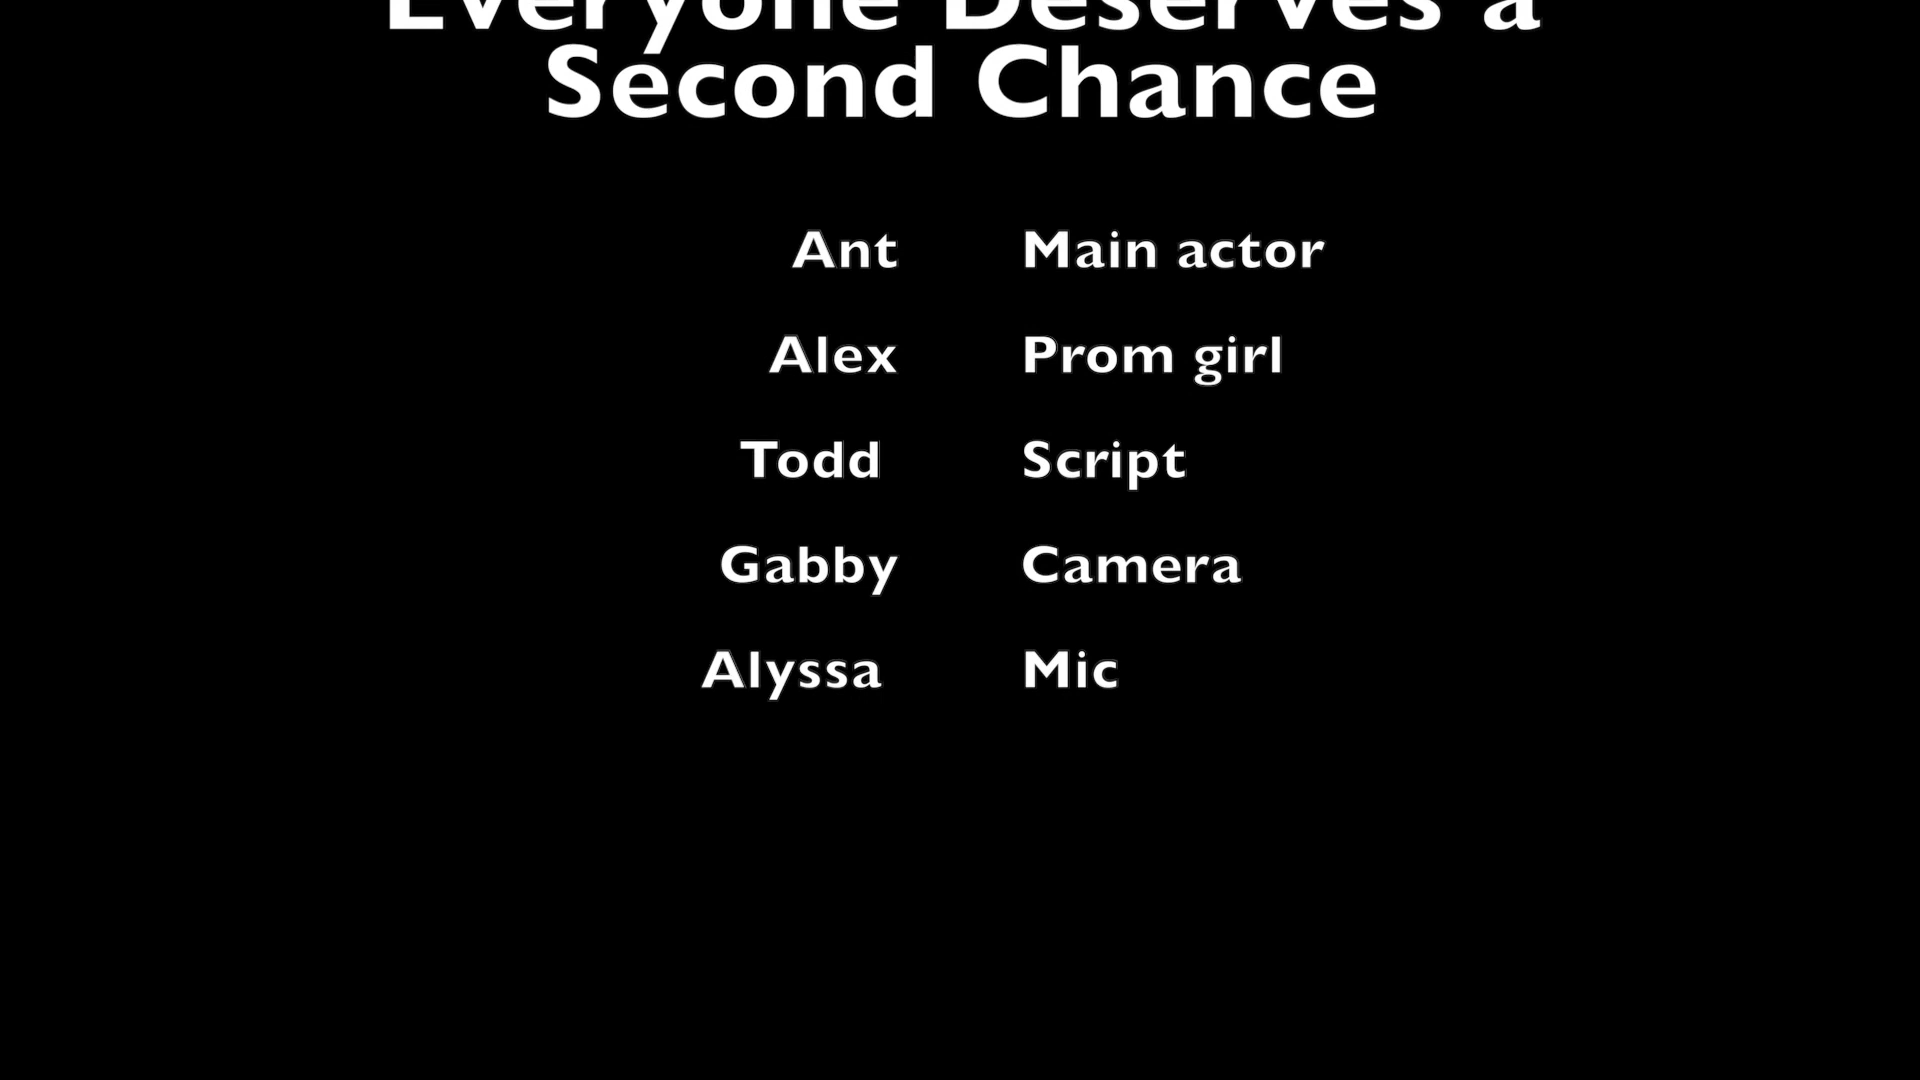 Everyone Deserves a
Second Chance
Ant Main actor
Alex Prom girl
Todd Script
Gabby Camera
Alyssa Mic